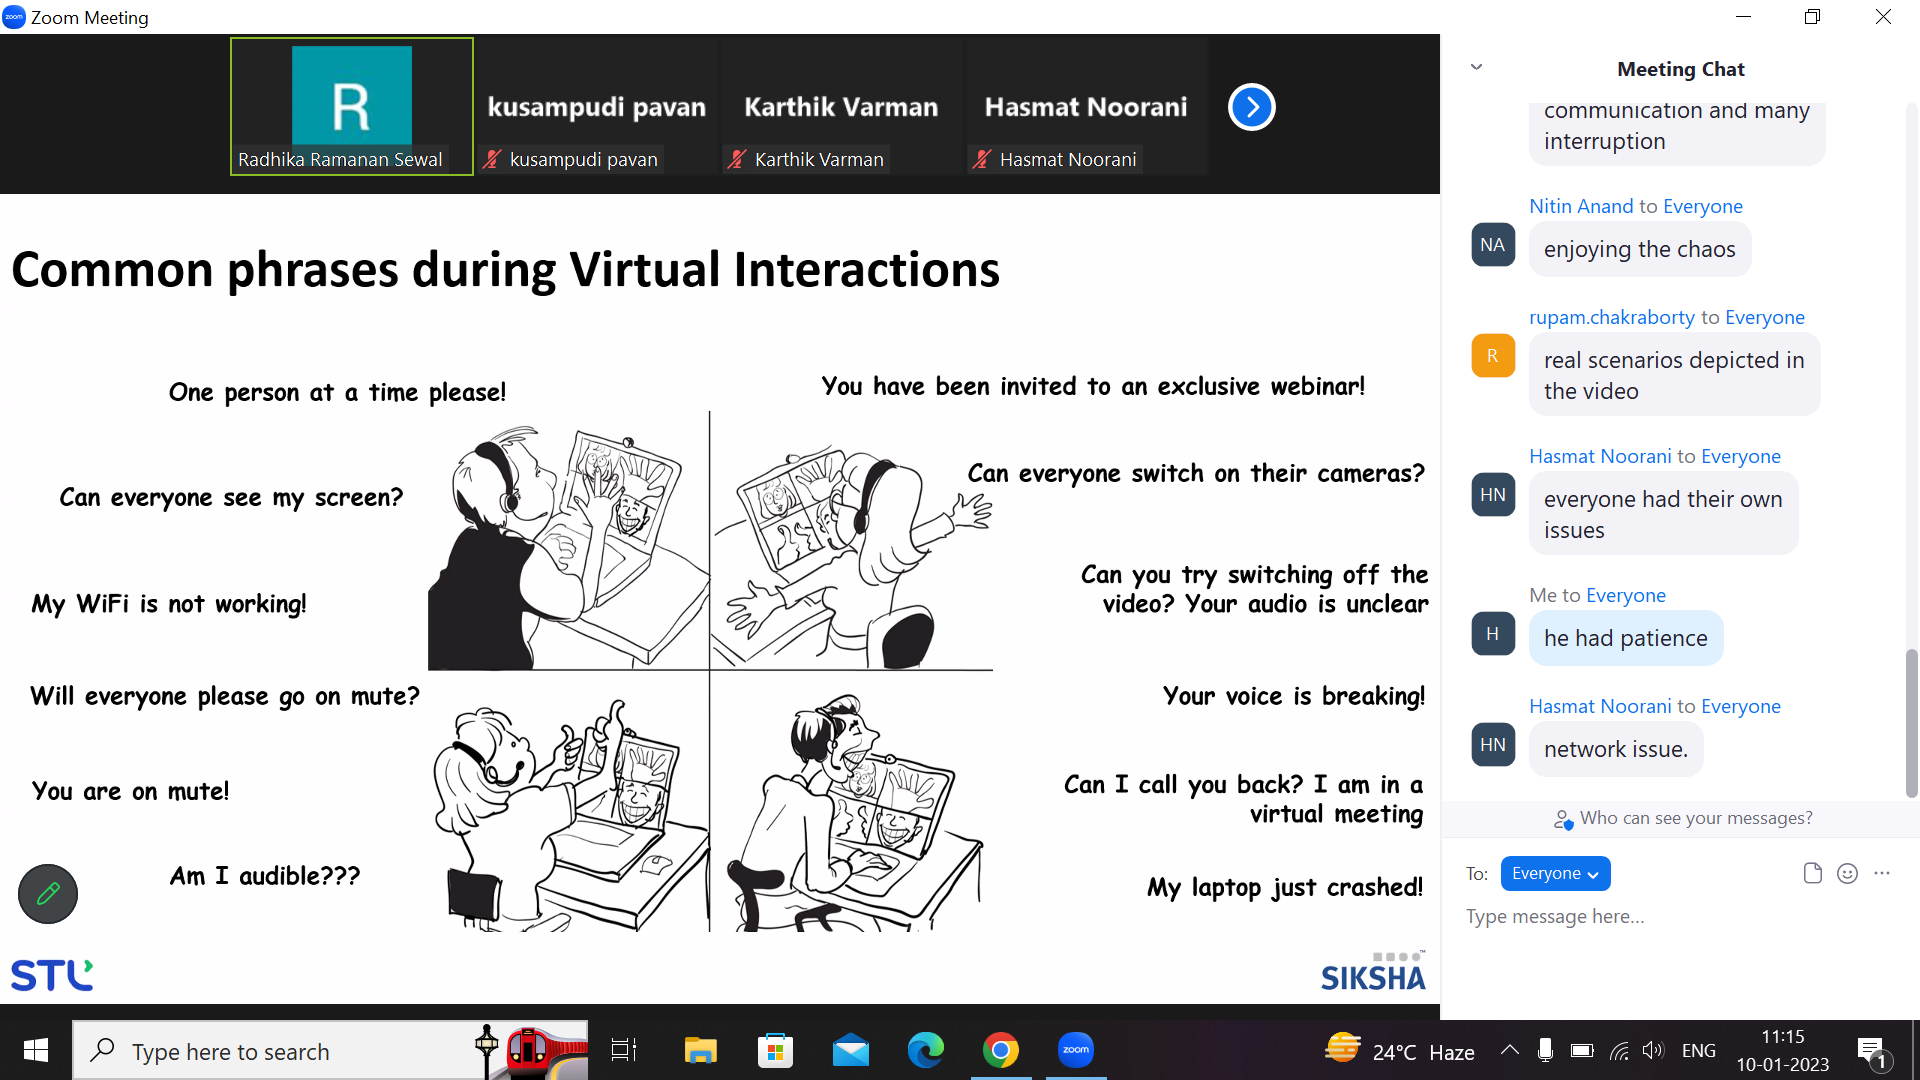 zoom Zoom Meeting
R
Radhika Ramanan Sewal
kusampudi pavan
kusampudi pavan
Karthik Varman
Karthik Varman
Hasmat Noorani
Hasmat Noorani
Common phrases during Virtual Interactions
One person at a time please!
You have been invited to an exclusive webinar!
Can everyone see my screen?
Can everyone switch on their cameras?
My WiFi is not working!
Can you try switching off the
video? Your audio is unclear
Will everyone please go on mute?
Your voice is breaking!
You are on mute!
Can I call you back? I am in a
virtual meeting
Am I audible???
My laptop just crashed!
STL
SIKSHA™
Meeting Chat
communication and many
interruption
Nitin Anand to Everyone
NA
enjoying the chaos
rupam.chakraborty to Everyone
R
real scenarios depicted in
the video
Hasmat Noorani to Everyone
HN
everyone had their own
issues
Me to Everyone
H
he had patience
Hasmat Noorani to Everyone
HN
network issue.
Who can see your messages?
To: Everyone
Type message here...
Type here to search
zoom
24°C Haze
ENG
11:15
10-01-2023
1